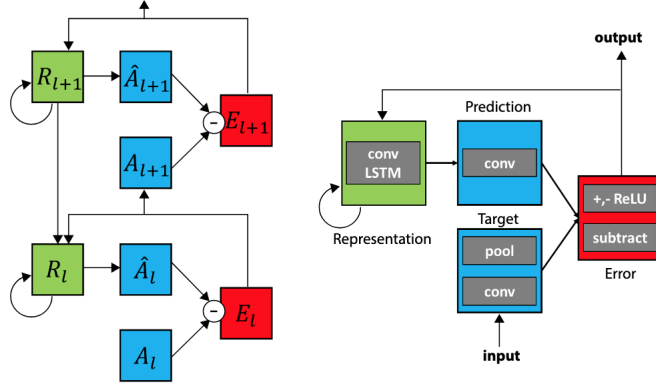 R_{l+1}
Â_{l+1}
E_{l+1}
-
A_{l+1}
R_l
Â_l
E_l
-
A_l
output
Prediction
conv
LSTM
conv
Representation
Target
pool
conv
+,- ReLU
subtract
Error
input